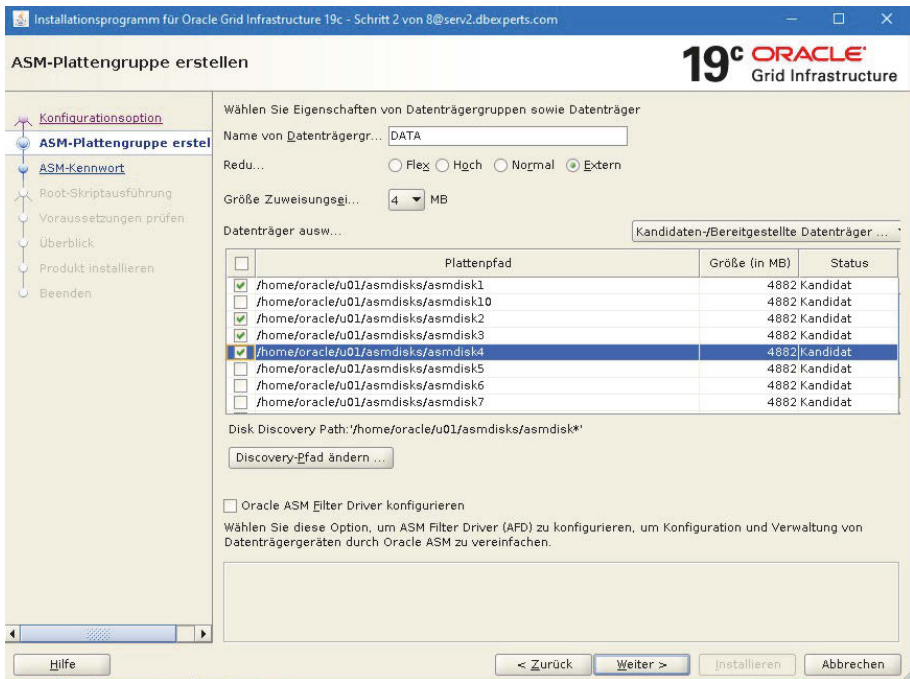 Installationsprogramm für Oracle Grid Infrastructure 19c - Schritt 2 von 8@serv2.dbexperts.com
ASM-Plattengruppe erstellen
19c ORACLE
Grid Infrastructure
Konfigurationsoption
ASM-Plattengruppe erstel
ASM-Kennwort
Root-Skriptausführung
Voraussetzungen prüfen
Überblick
Produkt installieren
Beenden
Wählen Sie Eigenschaften von Datenträgergruppen sowie Datenträger
Name von Datenträgergr... DATA
Redu... Flex Hoch Normal Extern
Größe Zuweisungsei... 4 MB
Datenträger ausw... Kandidaten-/Bereitgestellte Datenträger ...
Plattenpfad Größe (in MB) Status
/home/oracle/u01/asmdisks/asmdisk1 4882 Kandidat
/home/oracle/u01/asmdisks/asmdisk10 4882 Kandidat
/home/oracle/u01/asmdisks/asmdisk2 4882 Kandidat
/home/oracle/u01/asmdisks/asmdisk3 4882 Kandidat
/home/oracle/u01/asmdisks/asmdisk4 4882 Kandidat
/home/oracle/u01/asmdisks/asmdisk5 4882 Kandidat
/home/oracle/u01/asmdisks/asmdisk6 4882 Kandidat
/home/oracle/u01/asmdisks/asmdisk7 4882 Kandidat
Disk Discovery Path:'/home/oracle/u01/asmdisks/asmdisk*'
Discovery-Pfad ändern ...
Oracle ASM Filter Driver konfigurieren
Wählen Sie diese Option, um ASM Filter Driver (AFD) zu konfigurieren, um Konfiguration und Verwaltung von
Datenträgergeräten durch Oracle ASM zu vereinfachen.
Hilfe < Zurück Weiter > Installieren Abbrechen